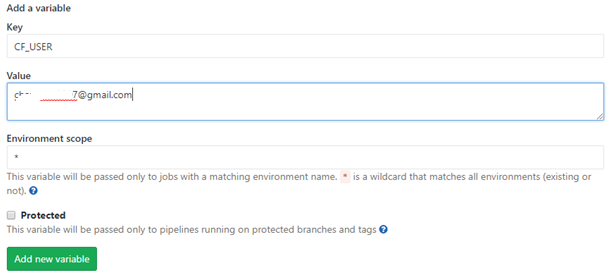 Add a variable
Key
CF_USER
Value
7@gmail.com
Environment scope
*
This variable will be passed only to jobs with a matching environment name. * is a wildcard that matches all environments (existing or
not).
Protected
This variable will be passed only to pipelines running on protected branches and tags
Add new variable